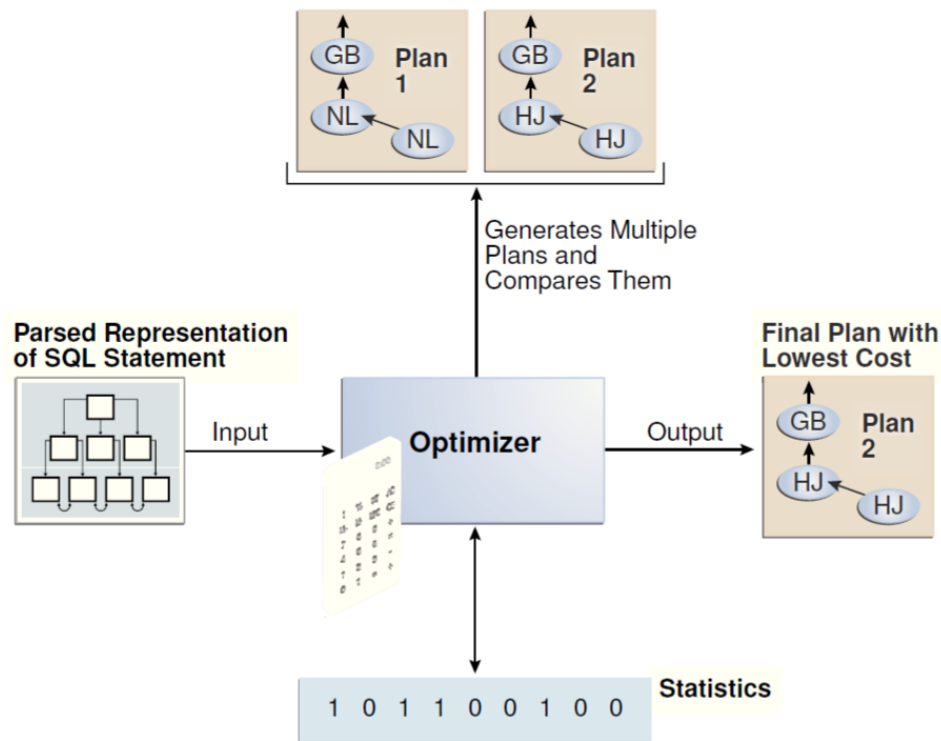 GB
Plan
1
NL
NL
GB
Plan
2
HJ
HJ
Generates Multiple
Plans and
Compares Them
Parsed Representation
of SQL Statement
Input
Optimizer
Output
Final Plan with
Lowest Cost
GB
Plan
2
HJ
HJ
Statistics
1 0 1 1 0 0 1 0 0